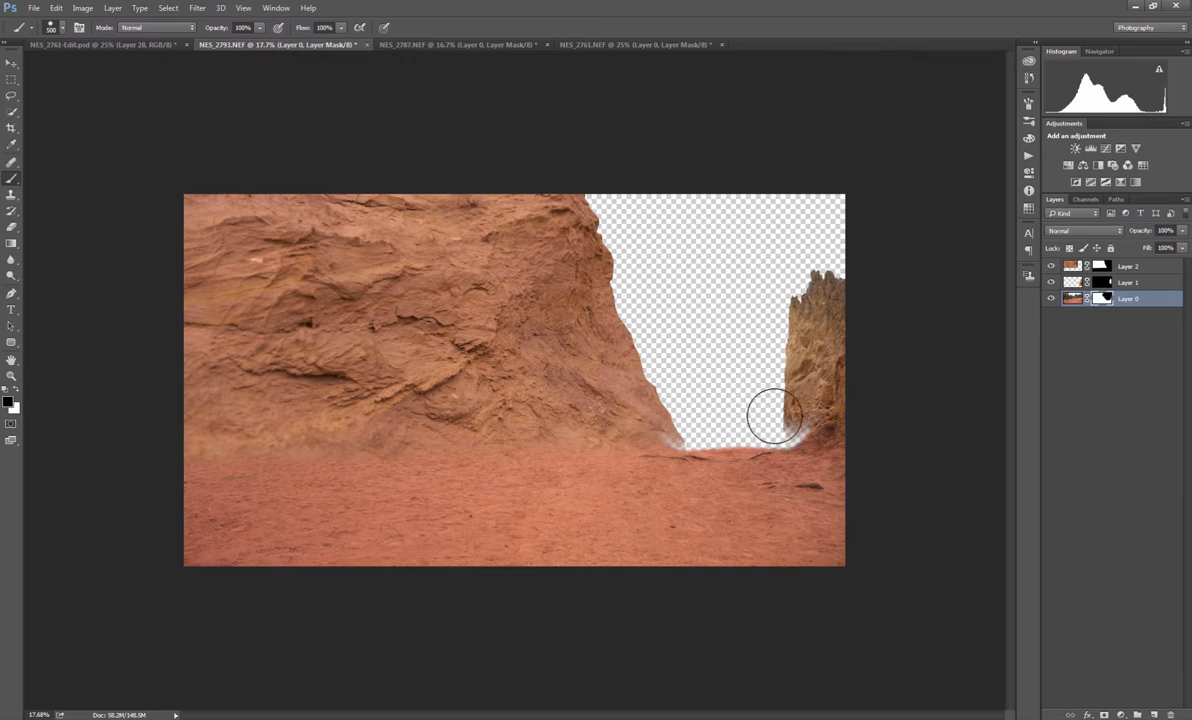 Ps File Edit Image Layer Type Select Filter 3D View Window Help
500 Mode: Normal Opacity: 100% Flow: 100% Photography
NES_2761-Edit.psd @ 25% (Layer 28, RGB/8) * × NES_2793.NEF @ 17.7% (Layer 0, Layer Mask/8) * × NES_2787.NEF @ 16.7% (Layer 0, Layer Mask/8) * × NES_2761.NEF @ 25% (Layer 0, Layer Mask/8) * ×
Histogram Navigator
Adjustments
Add an adjustment
Layers Channels Paths
Kind
Normal Opacity: 100%
Lock: Fill: 100%
Layer 2
Layer 1
Layer 0
17.68% Doc: 58.2M/148.5M